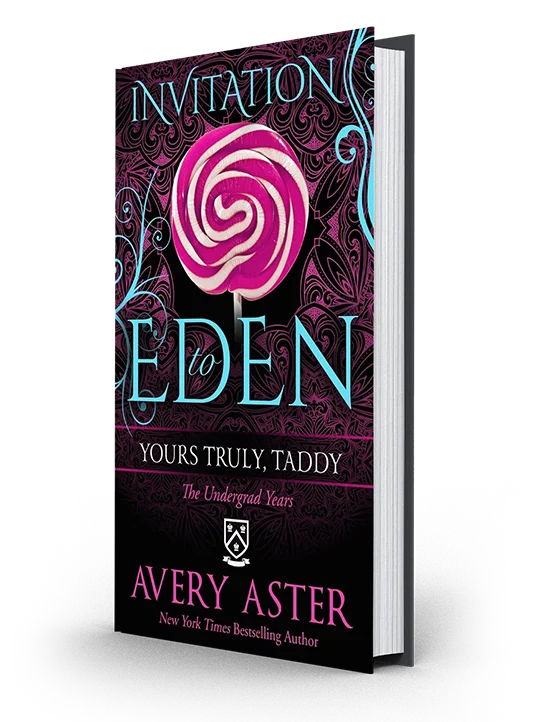 INVITATION
to
EDEN
YOURS TRULY, TADDY
The Undergrad Years
AVERY ASTER
New York Times Bestselling Author